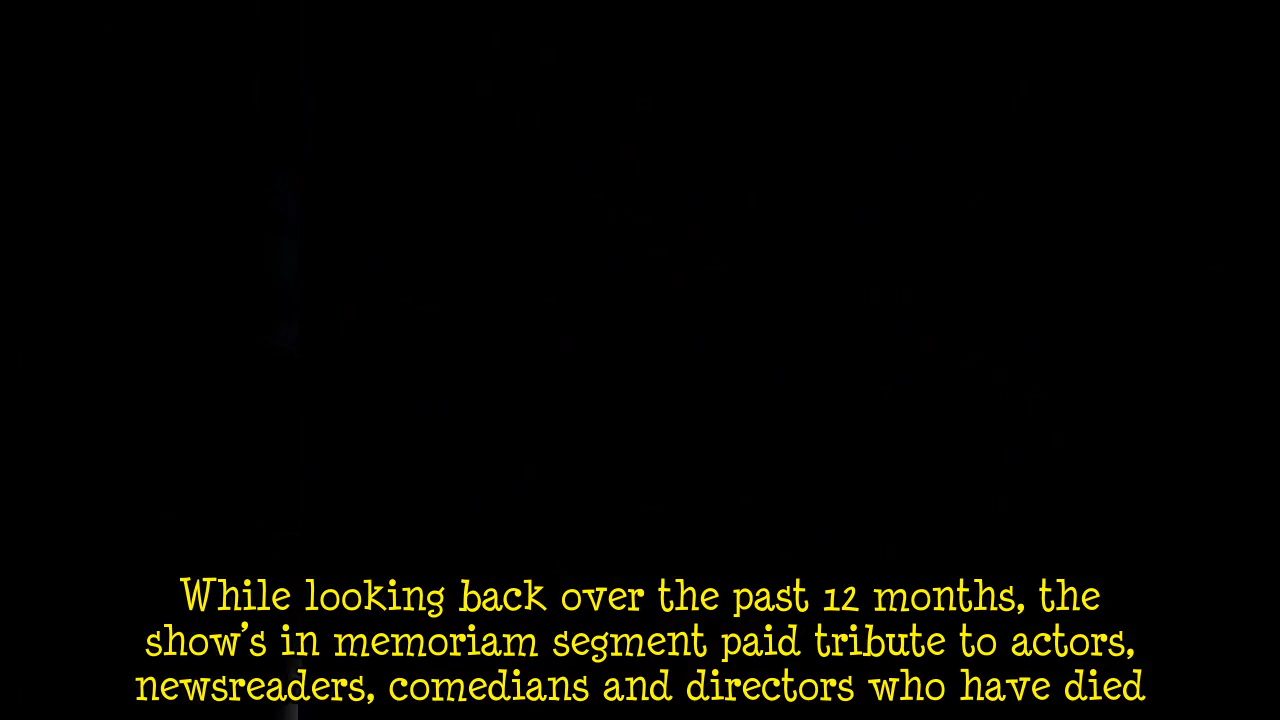 While looking back over the past 12 months, the
show's in memoriam segment paid tribute to actors,
newsreaders, comedians and directors who have died